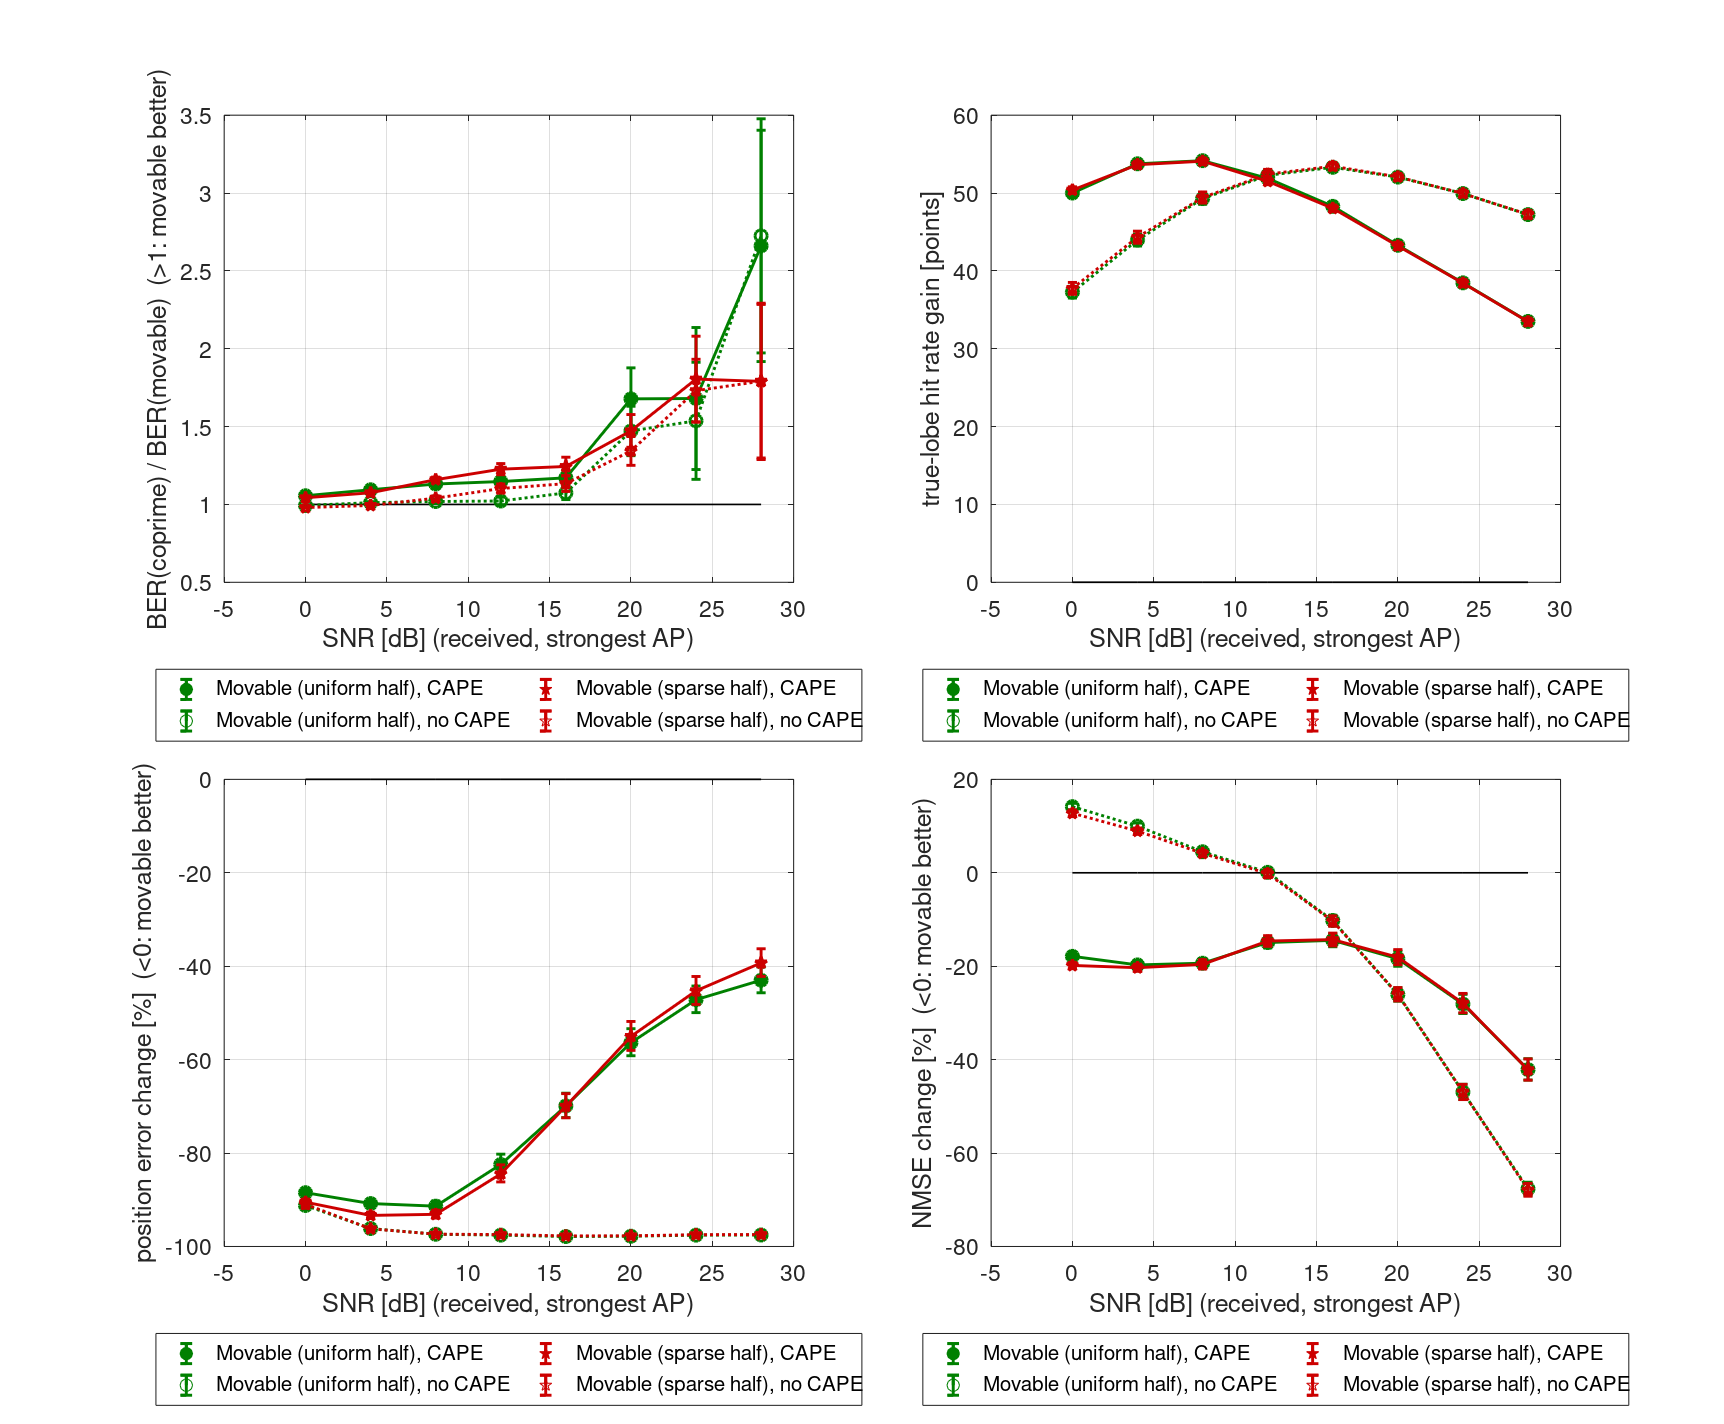 BER(coprime) / BER(movable)  (>1: movable better)
3.5
3
2.5
2
1.5
1
0.5
-5 0 5 10 15 20 25 30
SNR [dB] (received, strongest AP)
Movable (uniform half), CAPE
Movable (sparse half), CAPE
Movable (uniform half), no CAPE
Movable (sparse half), no CAPE
true-lobe hit rate gain [points]
60
50
40
30
20
10
0
-5 0 5 10 15 20 25 30
SNR [dB] (received, strongest AP)
Movable (uniform half), CAPE
Movable (sparse half), CAPE
Movable (uniform half), no CAPE
Movable (sparse half), no CAPE
position error change [%]  (<0: movable better)
0
-20
-40
-60
-80
-100
-5 0 5 10 15 20 25 30
SNR [dB] (received, strongest AP)
Movable (uniform half), CAPE
Movable (sparse half), CAPE
Movable (uniform half), no CAPE
Movable (sparse half), no CAPE
NMSE change [%]  (<0: movable better)
20
0
-20
-40
-60
-80
-5 0 5 10 15 20 25 30
SNR [dB] (received, strongest AP)
Movable (uniform half), CAPE
Movable (sparse half), CAPE
Movable (uniform half), no CAPE
Movable (sparse half), no CAPE